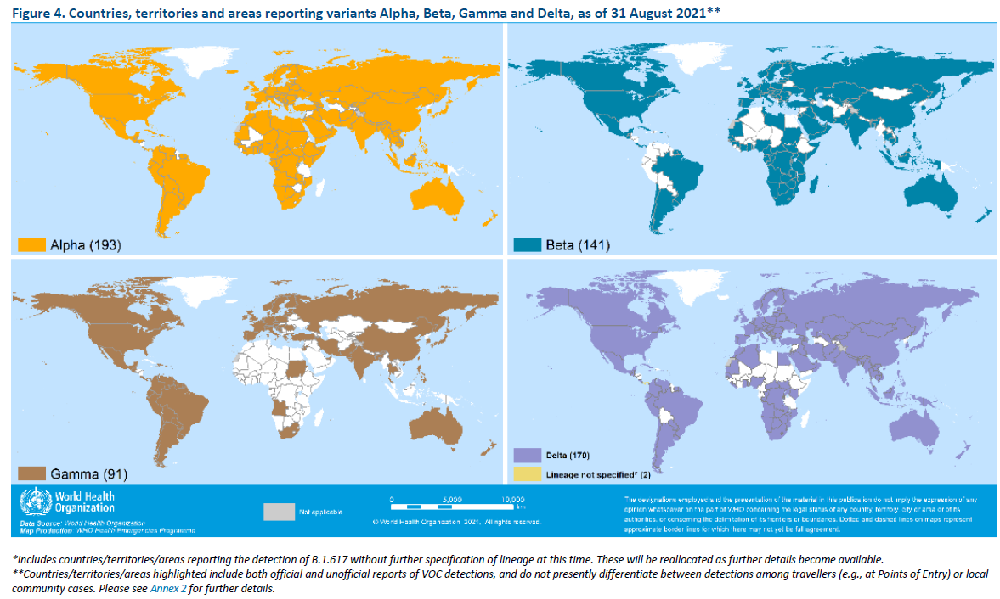 Figure 4. Countries, territories and areas reporting variants Alpha, Beta, Gamma and Delta, as of 31 August 2021**
Alpha (193)
Beta (141)
Gamma (91)
Delta (170)
Lineage not specified* (2)
World Health
Organization
Data Source: World Health Organization
Map Production: WHO Health Emergencies Programme
Not applicable
0 5,000 10,000
km
© World Health Organization 2021. All rights reserved.
The designations employed and the presentation of the material in this publication do not imply the expression of any
opinion whatsoever on the part of WHO concerning the legal status of any country, territory, city or area or of its
authorities, or concerning the delimitation of its frontiers or boundaries. Dotted and dashed lines on maps represent
approximate border lines for which there may not yet be full agreement.
*Includes countries/territories/areas reporting the detection of B.1.617 without further specification of lineage at this time. These will be reallocated as further details become available.
**Countries/territories/areas highlighted include both official and unofficial reports of VOC detections, and do not presently differentiate between detections among travellers (e.g., at Points of Entry) or local
community cases. Please see Annex 2 for further details.